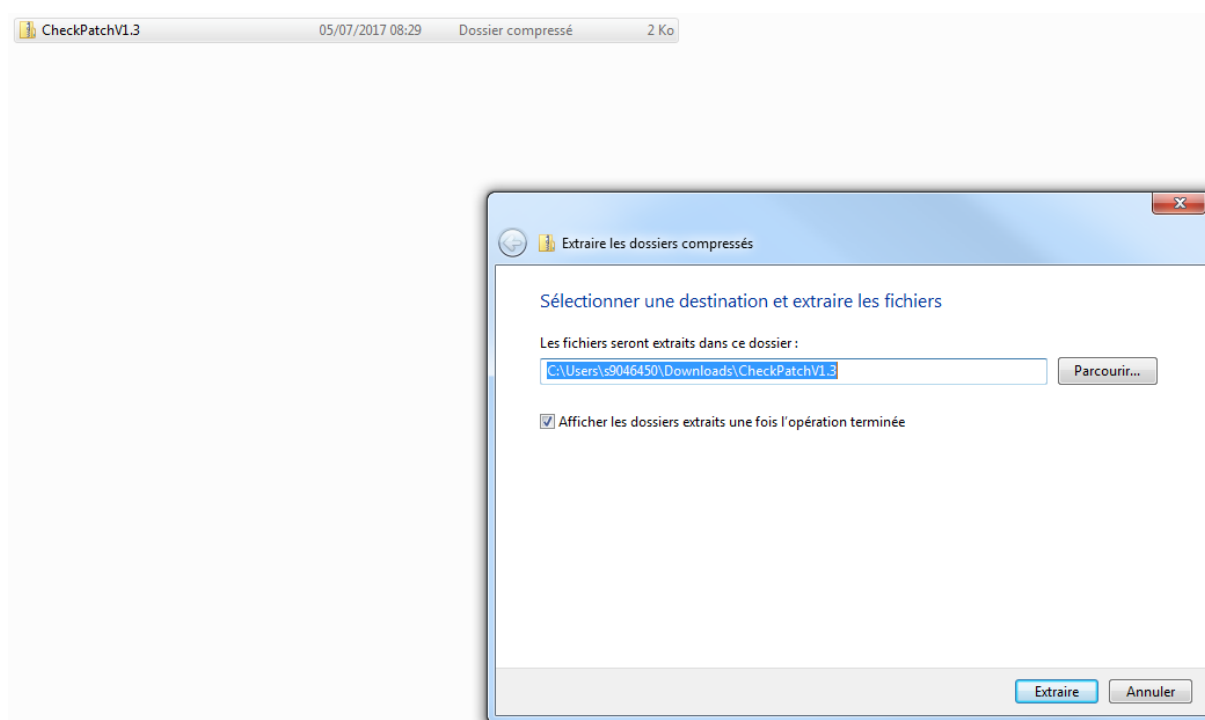 CheckPatchV1.3 05/07/2017 08:29 Dossier compressé 2 Ko
Extraire les dossiers compressés
Sélectionner une destination et extraire les fichiers
Les fichiers seront extraits dans ce dossier :
C:\Users\s9046450\Downloads\CheckPatchV1.3 Parcourir...
Afficher les dossiers extraits une fois l'opération terminée
Extraire Annuler